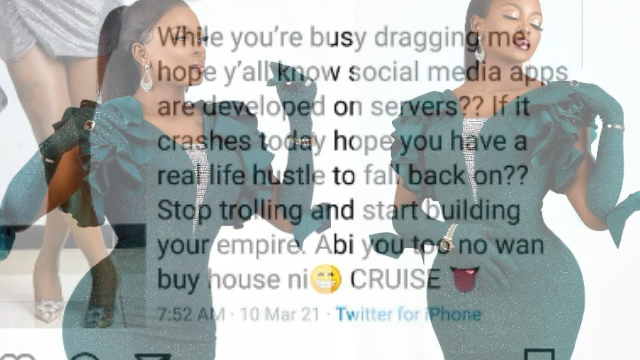 While you're busy dragging me,
hope y'all know social media apps
are developed on servers?? If it
crashes today hope you have a
real life hustle to fall back on??
Stop trolling and start building
your empire. Abi you too no wan
buy house ni😁 CRUISE 👅
7:52 AM · 10 Mar 21 · Twitter for iPhone